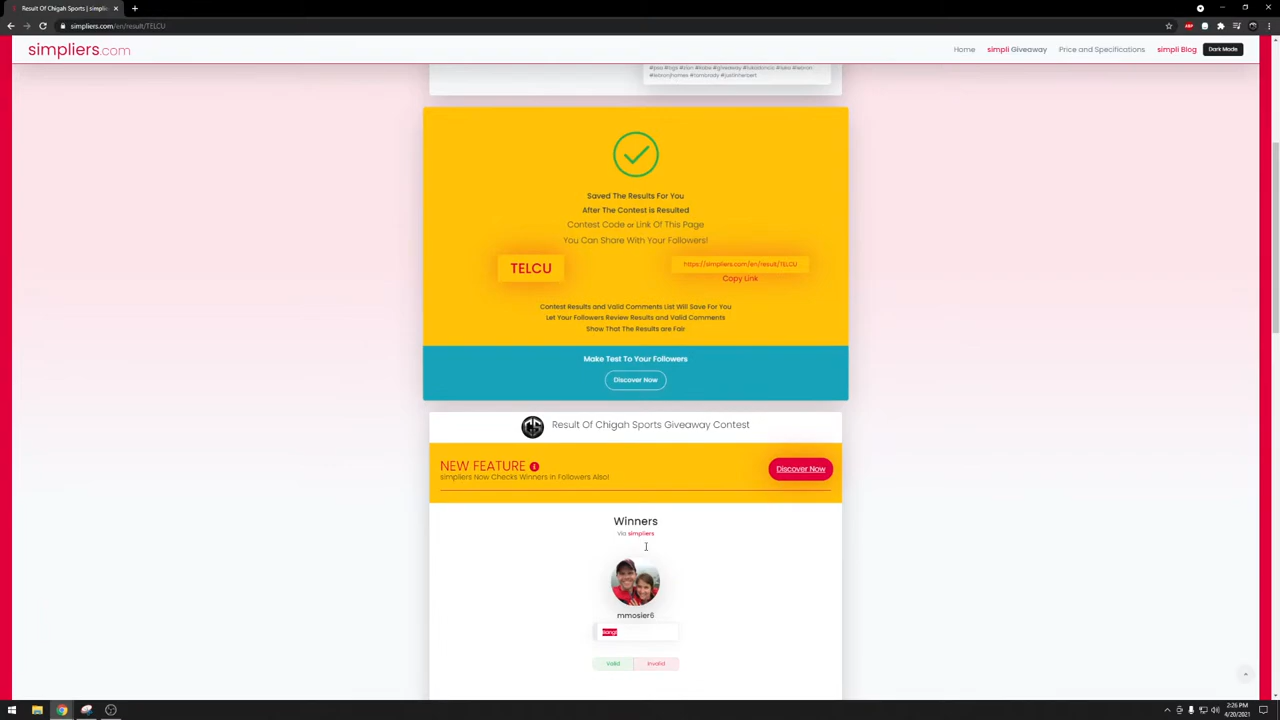 Result Of Chigah Sports | simplie
simpliers.com/en/result/TELCU
simpliers.com
Home simpli Giveaway Price and Specifications simpli Blog Dark Mode
#lebronjames #tombrady #justinherbert
Saved The Results For You
After The Contest is Resulted
Contest Code or Link Of This Page
You Can Share With Your Followers!
TELCU
https://simpliers.com/en/result/TELCU
Copy Link
Contest Results and Valid Comments List Will Save For You
Let Your Followers Review Results and Valid Comments
Show That The Results are Fair
Make Test To Your Followers
Discover Now
Result Of Chigah Sports Giveaway Contest
NEW FEATURE
simpliers Now Checks Winners In Followers Also!
Discover Now
Winners
Via simpliers
mmosier6
Valid Invalid
2:26 PM
4/20/2021